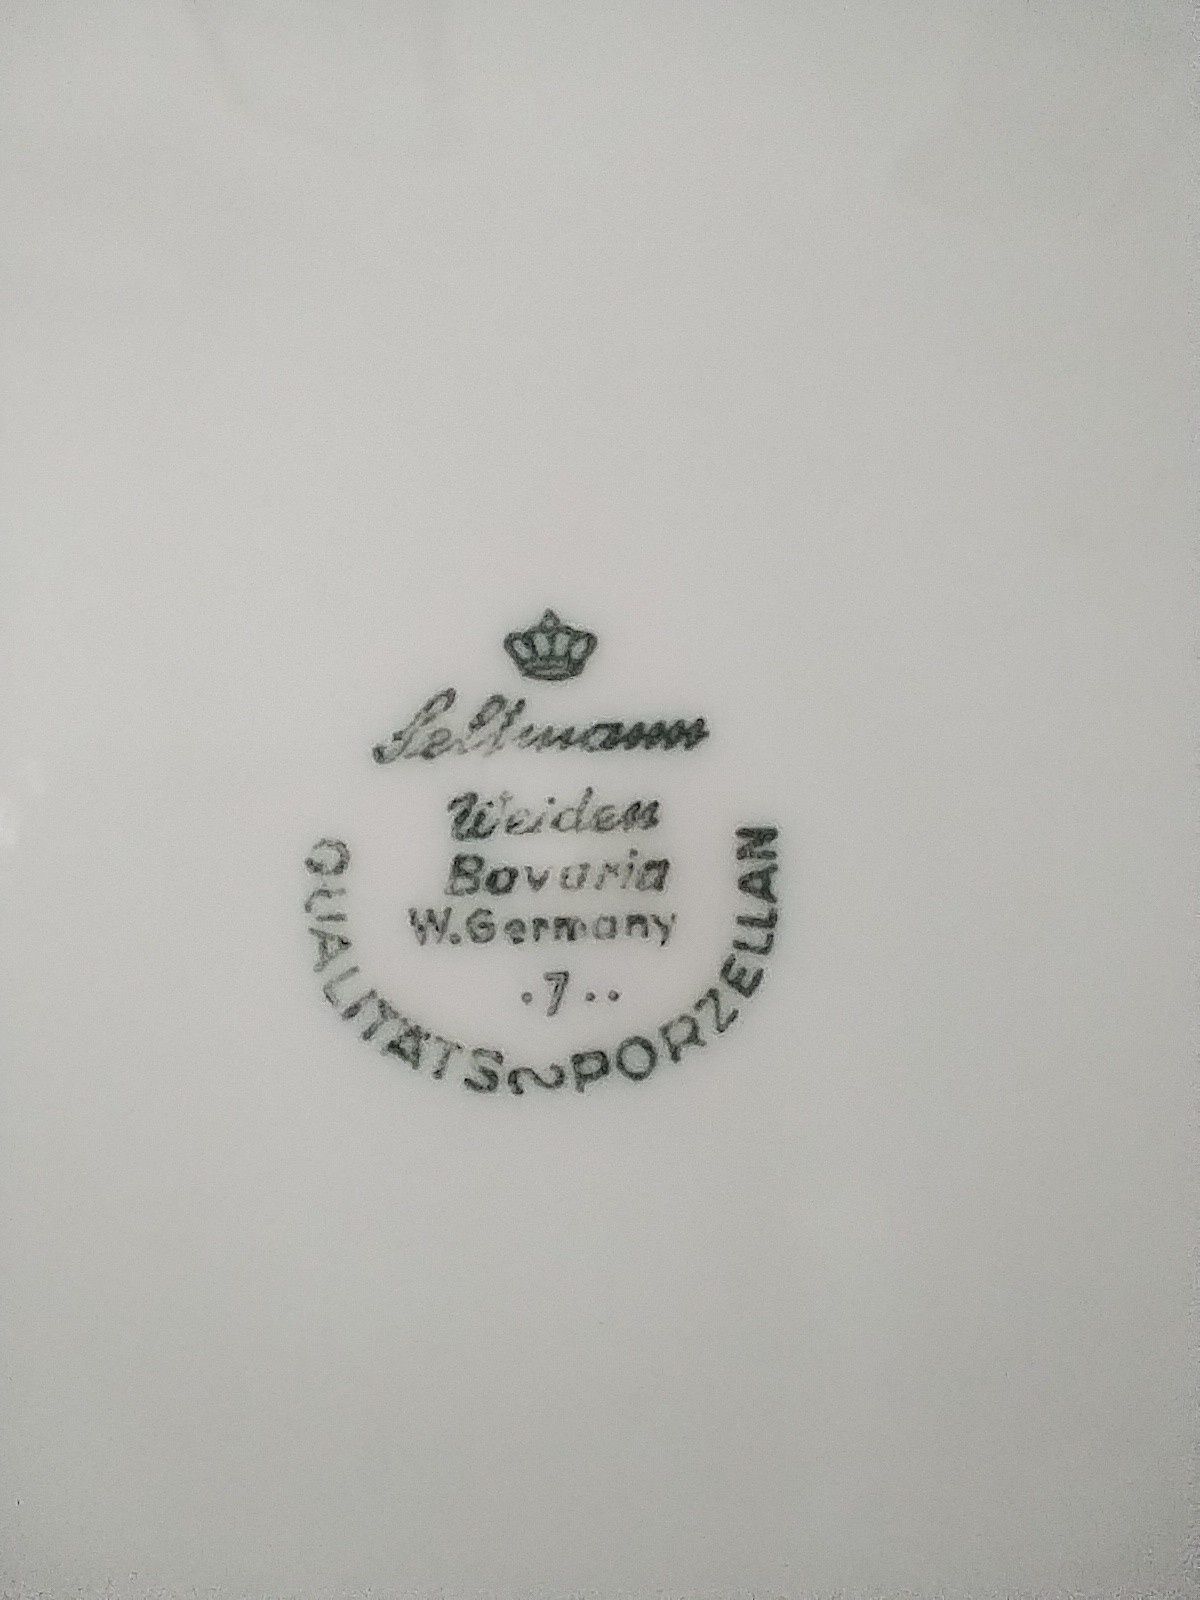 Seltmann
Weiden
Bavaria
W.Germany
.7..
QUALITÄTS~PORZELLAN